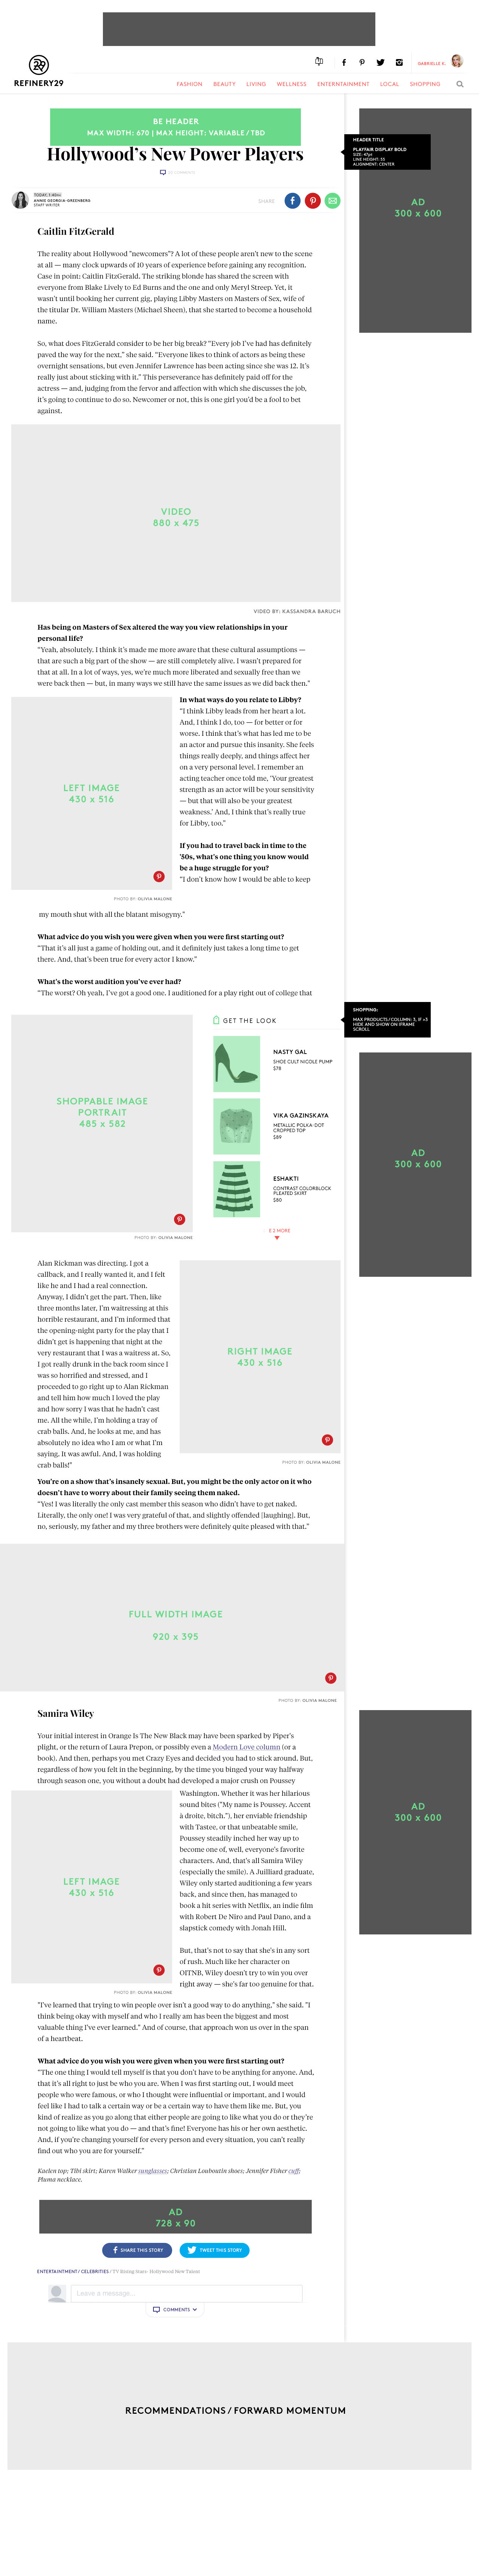 29
REFINERY29
GABRIELLE K.
FASHION BEAUTY LIVING WELLNESS ENTERNTAINMENT LOCAL SHOPPING
BE HEADER
MAX WIDTH: 670 | MAX HEIGHT: VARIABLE / TBD
Hollywood's New Power Players
HEADER TITLE
PLAYFAIR DISPLAY BOLD
SIZE: 47pt
LINE HEIGHT: 55
ALIGNMENT: CENTER
AD
300 x 600
TODAY, 1:45PM
ANNIE GEORGIA-GREENBERG
STAFF WRITER
SHARE
Caitlin FitzGerald
The reality about Hollywood "newcomers"? A lot of these people aren't new to the scene
at all — many clock upwards of 10 years of experience before gaining any recognition.
Case in point: Caitlin FitzGerald. The striking blonde has shared the screen with
everyone from Blake Lively to Ed Burns and the one and only Meryl Streep. Yet, it
wasn't until booking her current gig, playing Libby Masters on Masters of Sex, wife of
the titular Dr. William Masters (Michael Sheen), that she started to become a household
name.
So, what does FitzGerald consider to be her big break? "Every job I've had has definitely
paved the way for the next," she said. "Everyone likes to think of actors as being these
overnight sensations, but even Jennifer Lawrence has been acting since she was 12. It's
really just about sticking with it." This perseverance has definitely paid off for the
actress — and, judging from the fervor and affection with which she discusses the job,
it's going to continue to do so. Newcomer or not, this is one girl you'd be a fool to bet
against.
VIDEO
880 x 475
VIDEO BY: KASSANDRA BARUCH
Has being on Masters of Sex altered the way you view relationships in your
personal life?
"Yeah, absolutely. I think it's made me more aware that these cultural assumptions —
that are such a big part of the show — are still completely alive. I wasn't prepared for
that at all. In a lot of ways, yes, we're much more liberated and sexually free than we
were back then — but, in many ways we still have the same issues as we did back then."
LEFT IMAGE
430 x 516
PHOTO BY: OLIVIA MALONE
In what ways do you relate to Libby?
"I think Libby leads from her heart a lot.
And, I think I do, too — for better or for
worse. I think that's what has led me to be
an actor and pursue this insanity. She feels
things really deeply, and things affect her
on a very personal level. I remember an
acting teacher once told me, 'Your greatest
strength as an actor will be your sensitivity
— but that will also be your greatest
weakness.' And, I think that's really true
for Libby, too."
If you had to travel back in time to the
'50s, what's one thing you know would
be a huge struggle for you?
"I don't know how I would be able to keep
my mouth shut with all the blatant misogyny."
What advice do you wish you were given when you were first starting out?
"That it's all just a game of holding out, and definitely just takes a long time to get
there. And, that's been true for every actor I know."
What's the worst audition you've ever had?
"The worst? Oh yeah, I've got a good one. I auditioned for a play right out of college that
SHOPPING:
MAX PRODUCTS/COLUMN: 3, IF >3
HIDE AND SHOW ON IFRAME
SCROLL
SHOPPABLE IMAGE
PORTRAIT
485 x 582
PHOTO BY: OLIVIA MALONE
GET THE LOOK
NASTY GAL
SHOE CULT NICOLE PUMP
$78
VIKA GAZINSKAYA
METALLIC POLKA-DOT
CROPPED TOP
$89
ESHAKTI
CONTRAST COLORBLOCK
PLEATED SKIRT
$80
2 MORE
AD
300 x 600
Alan Rickman was directing. I got a
callback, and I really wanted it, and I felt
like he and I had a real connection.
Anyway, I didn't get the part. Then, like
three months later, I'm waitressing at this
horrible restaurant, and I'm informed that
the opening-night party for the play that I
didn't get is happening that night at the
very restaurant that I was a waitress at. So,
I got really drunk in the back room since I
was so horrified and stressed, and I
proceeded to go right up to Alan Rickman
and tell him how much I loved the play
and how sorry I was that he hadn't cast
me. All the while, I'm holding a tray of
crab balls. And, he looks at me, and has
absolutely no idea who I am or what I'm
saying. It was awful. And, I was holding
crab balls!"
RIGHT IMAGE
430 x 516
PHOTO BY: OLIVIA MALONE
You're on a show that's insanely sexual. But, you might be the only actor on it who
doesn't have to worry about their family seeing them naked.
"Yes! I was literally the only cast member this season who didn't have to get naked.
Literally, the only one! I was very grateful of that, and slightly offended [laughing]. But,
no, seriously, my father and my three brothers were definitely quite pleased with that."
FULL WIDTH IMAGE
920 x 395
PHOTO BY: OLIVIA MALONE
Samira Wiley
Your initial interest in Orange Is The New Black may have been sparked by Piper's
plight, or the return of Laura Prepon, or possibly even a Modern Love column (or a
book). And then, perhaps you met Crazy Eyes and decided you had to stick around. But,
regardless of how you felt in the beginning, by the time you binged your way halfway
through season one, you without a doubt had developed a major crush on Poussey
LEFT IMAGE
430 x 516
PHOTO BY: OLIVIA MALONE
Washington. Whether it was her hilarious
sound bites ("My name is Poussey. Accent
à droite, bitch."), her enviable friendship
with Tastee, or that unbeatable smile,
Poussey steadily inched her way up to
become one of, well, everyone's favorite
characters. And, that's all Samira Wiley
(especially the smile). A Juilliard graduate,
Wiley only started auditioning a few years
back, and since then, has managed to
book a hit series with Netflix, an indie film
with Robert De Niro and Paul Dano, and a
slapstick comedy with Jonah Hill.
But, that's not to say that she's in any sort
of rush. Much like her character on
OITNB, Wiley doesn't try to win you over
right away — she's far too genuine for that.
AD
300 x 600
"I've learned that trying to win people over isn't a good way to do anything," she said. "I
think being okay with myself and who I really am has been the biggest and most
valuable thing I've ever learned." And of course, that approach won us over in the span
of a heartbeat.
What advice do you wish you were given when you were first starting out?
"The one thing I would tell myself is that you don't have to be anything for anyone. And,
that it's all right to just be who you are. When I was first starting out, I would meet
people who were famous, or who I thought were influential or important, and I would
feel like I had to talk a certain way or be a certain way to have them like me. But, you
kind of realize as you go along that either people are going to like what you do or they're
not going to like what you do — and that's fine! Everyone has his or her own aesthetic.
And, if you're changing yourself for every person and every situation, you can't really
find out who you are for yourself."
Kaelen top; Tibi skirt; Karen Walker sunglasses; Christian Louboutin shoes; Jennifer Fisher cuff;
Pluma necklace.
AD
728 x 90
SHARE THIS STORY TWEET THIS STORY
ENTERTAINTMENT / CELEBRITIES / TV Rising Stars- Hollywood New Talent
Leave a message...
COMMENTS
RECOMMENDATIONS / FORWARD MOMENTUM